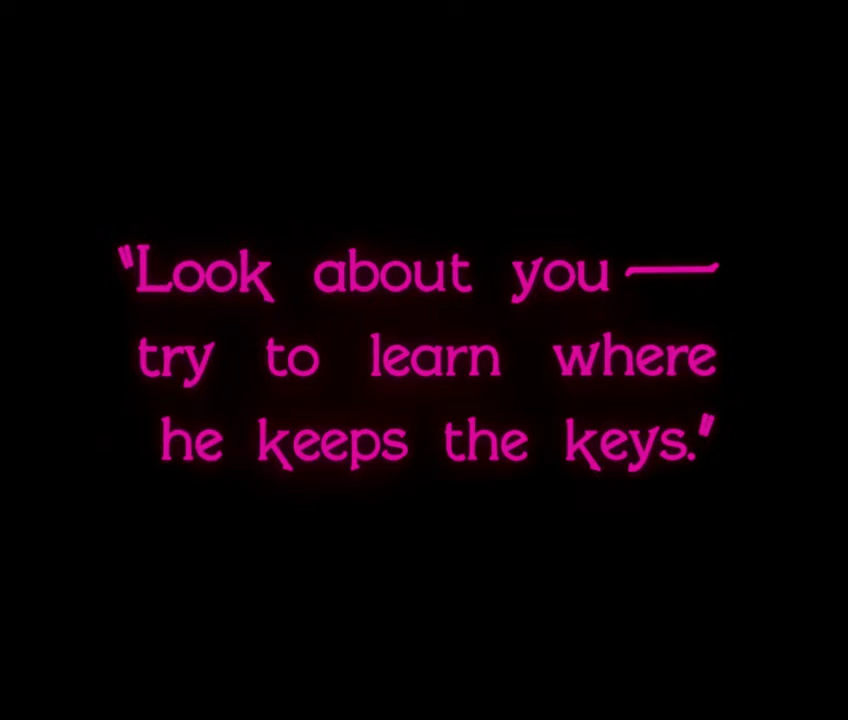 "Look about you —
try to learn where
he keeps the keys."